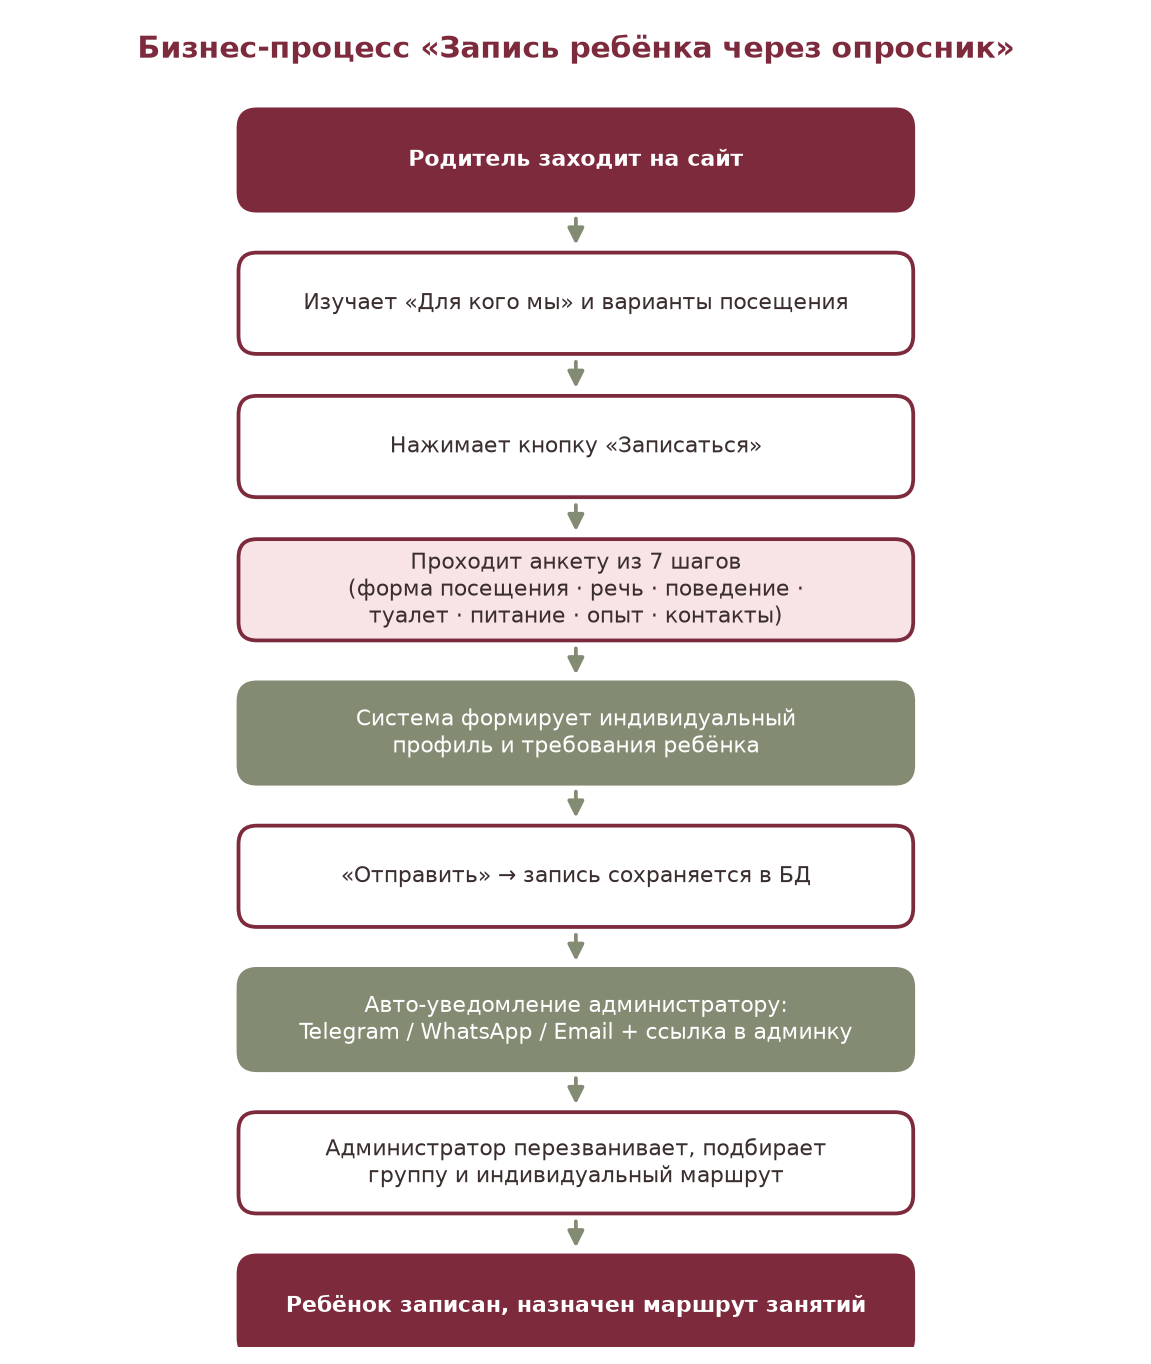 Бизнес-процесс «Запись ребёнка через опросник»
Родитель заходит на сайт
Изучает «Для кого мы» и варианты посещения
Нажимает кнопку «Записаться»
Проходит анкету из 7 шагов
(форма посещения · речь · поведение ·
туалет · питание · опыт · контакты)
Система формирует индивидуальный
профиль и требования ребёнка
«Отправить» → запись сохраняется в БД
Авто-уведомление администратору:
Telegram / WhatsApp / Email + ссылка в админку
Администратор перезванивает, подбирает
группу и индивидуальный маршрут
Ребёнок записан, назначен маршрут занятий